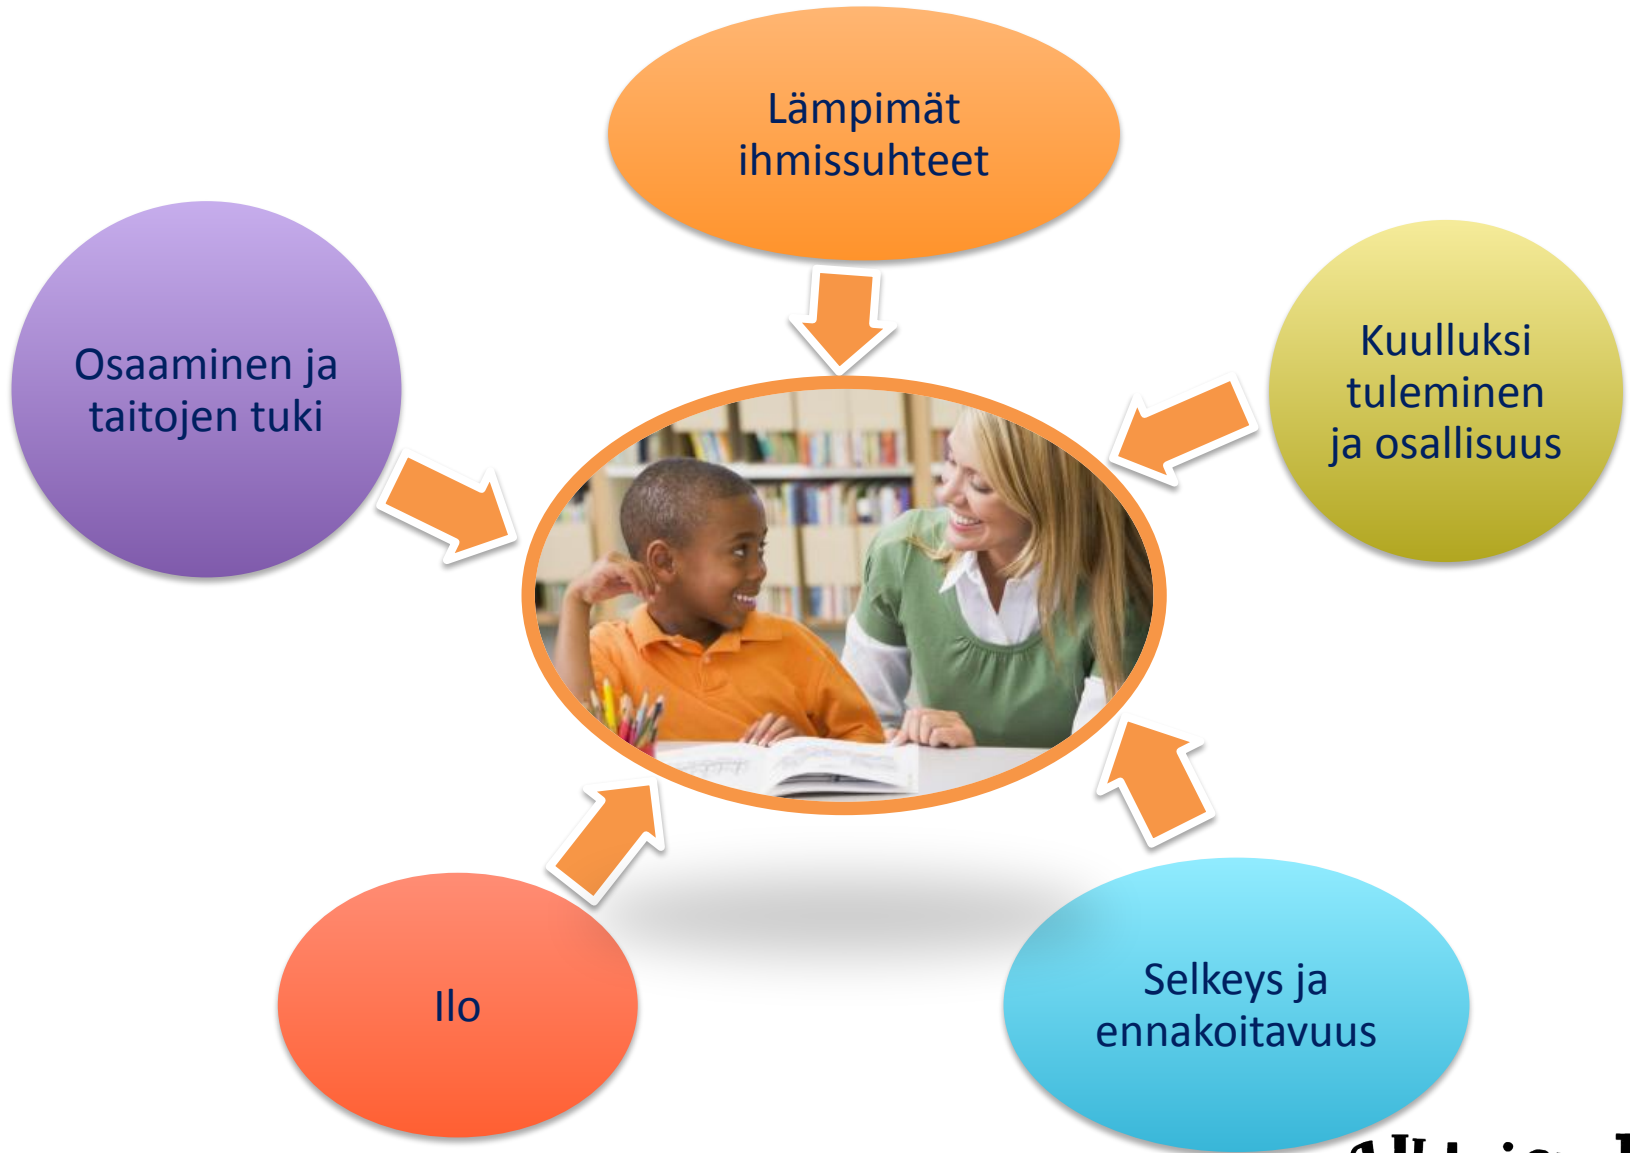 Lämpimät
ihmissuhteet
Osaaminen ja
taitojen tuki
Kuulluksi
tuleminen
ja osallisuus
Ilo
Selkeys ja
ennakoitavuus